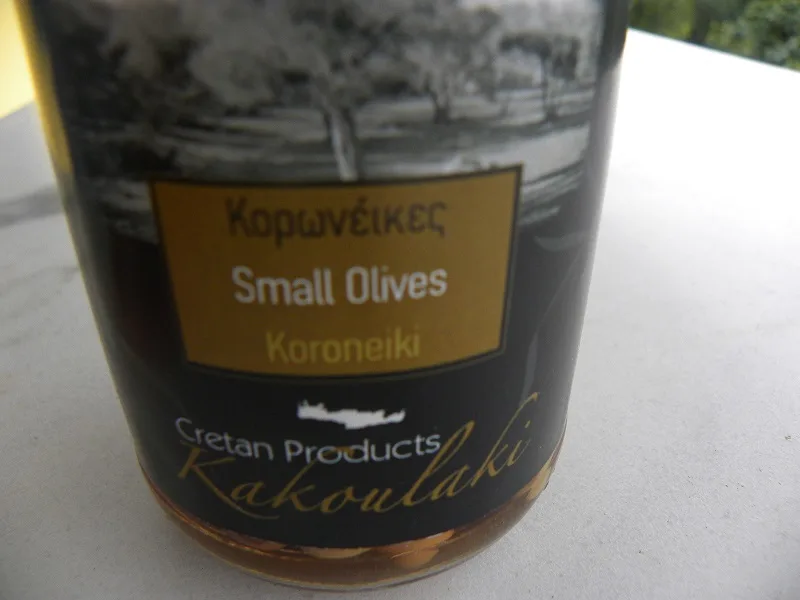 Κορωνέικες
Small Olives
Koroneiki
Cretan Products
Kakoulaki